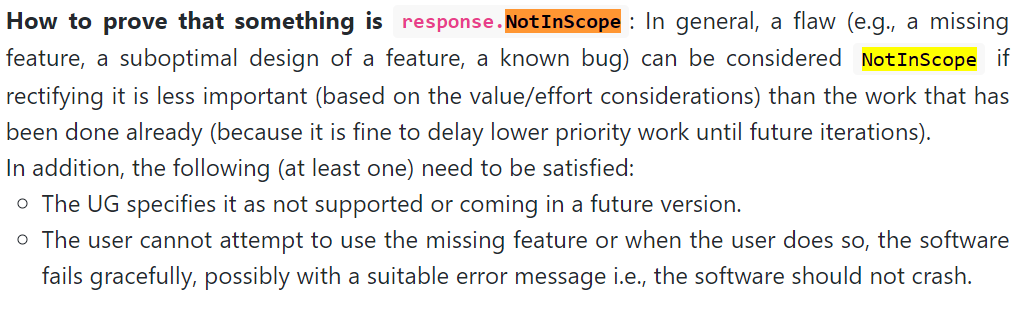 How to prove that something is response.NotInScope: In general, a flaw (e.g., a missing
feature, a suboptimal design of a feature, a known bug) can be considered NotInScope if
rectifying it is less important (based on the value/effort considerations) than the work that has
been done already (because it is fine to delay lower priority work until future iterations).
In addition, the following (at least one) need to be satisfied:
○ The UG specifies it as not supported or coming in a future version.
○ The user cannot attempt to use the missing feature or when the user does so, the software
fails gracefully, possibly with a suitable error message i.e., the software should not crash.